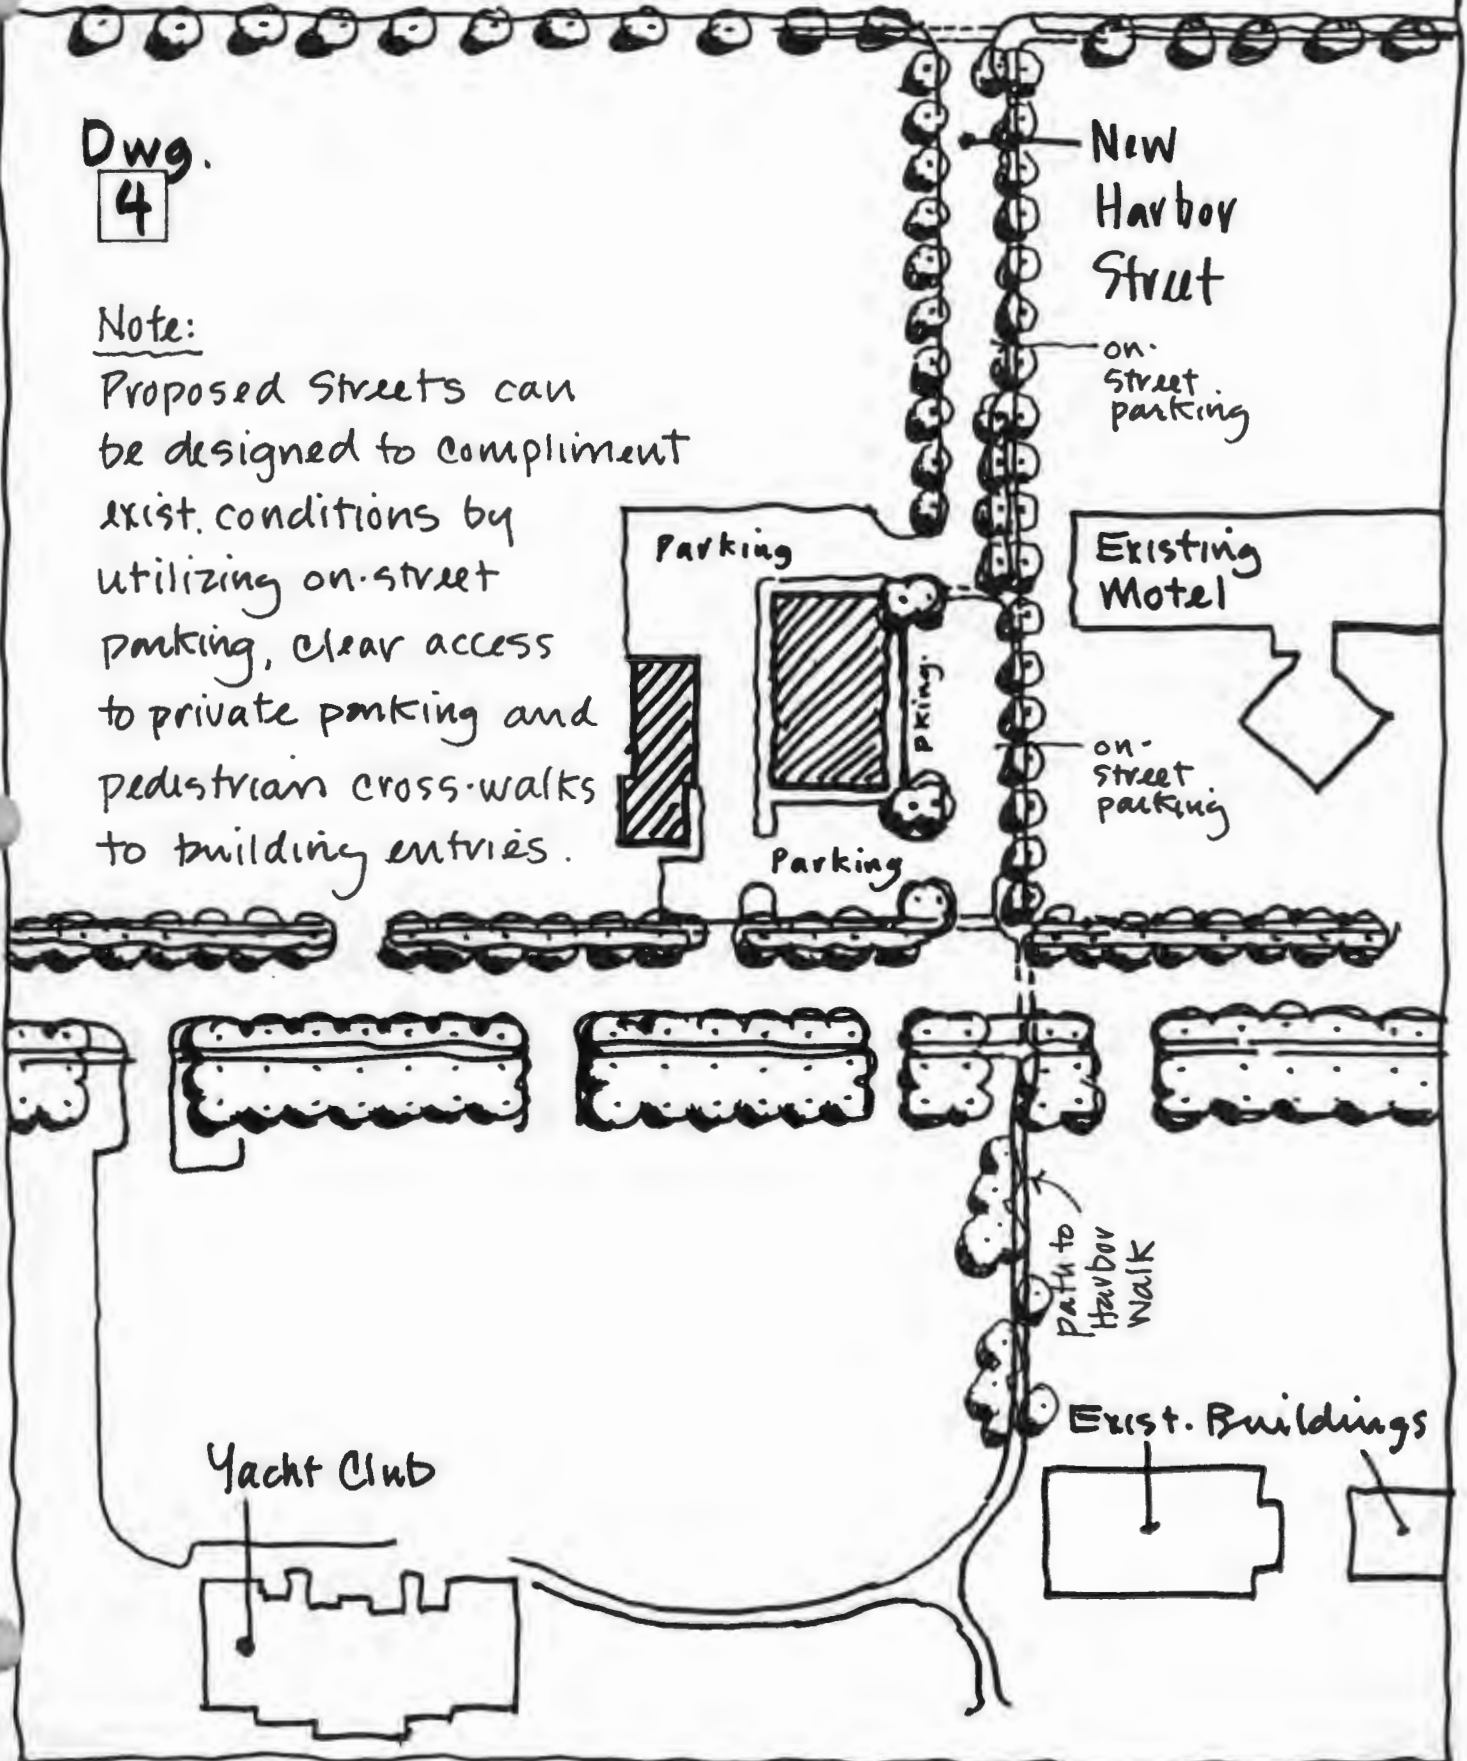 Dwg.
4
New
Harbor
Street
Note:
Proposed Streets can
be designed to compliment
exist. conditions by
utilizing on-street
parking, clear access
to private parking and
pedestrian cross-walks
to building entries.
on-
street
parking
Parking
Existing
Motel
pking.
on-
street
parking
Parking
path to
Harbor
Walk
Exist. Buildings
Yacht Club